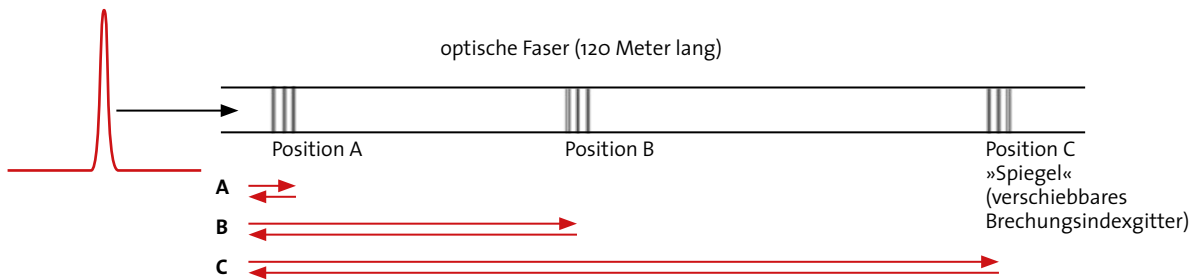 optische Faser (120 Meter lang)
Position A
Position B
Position C
»Spiegel«
(verschiebbares
Brechungsindexgitter)
A
B
C